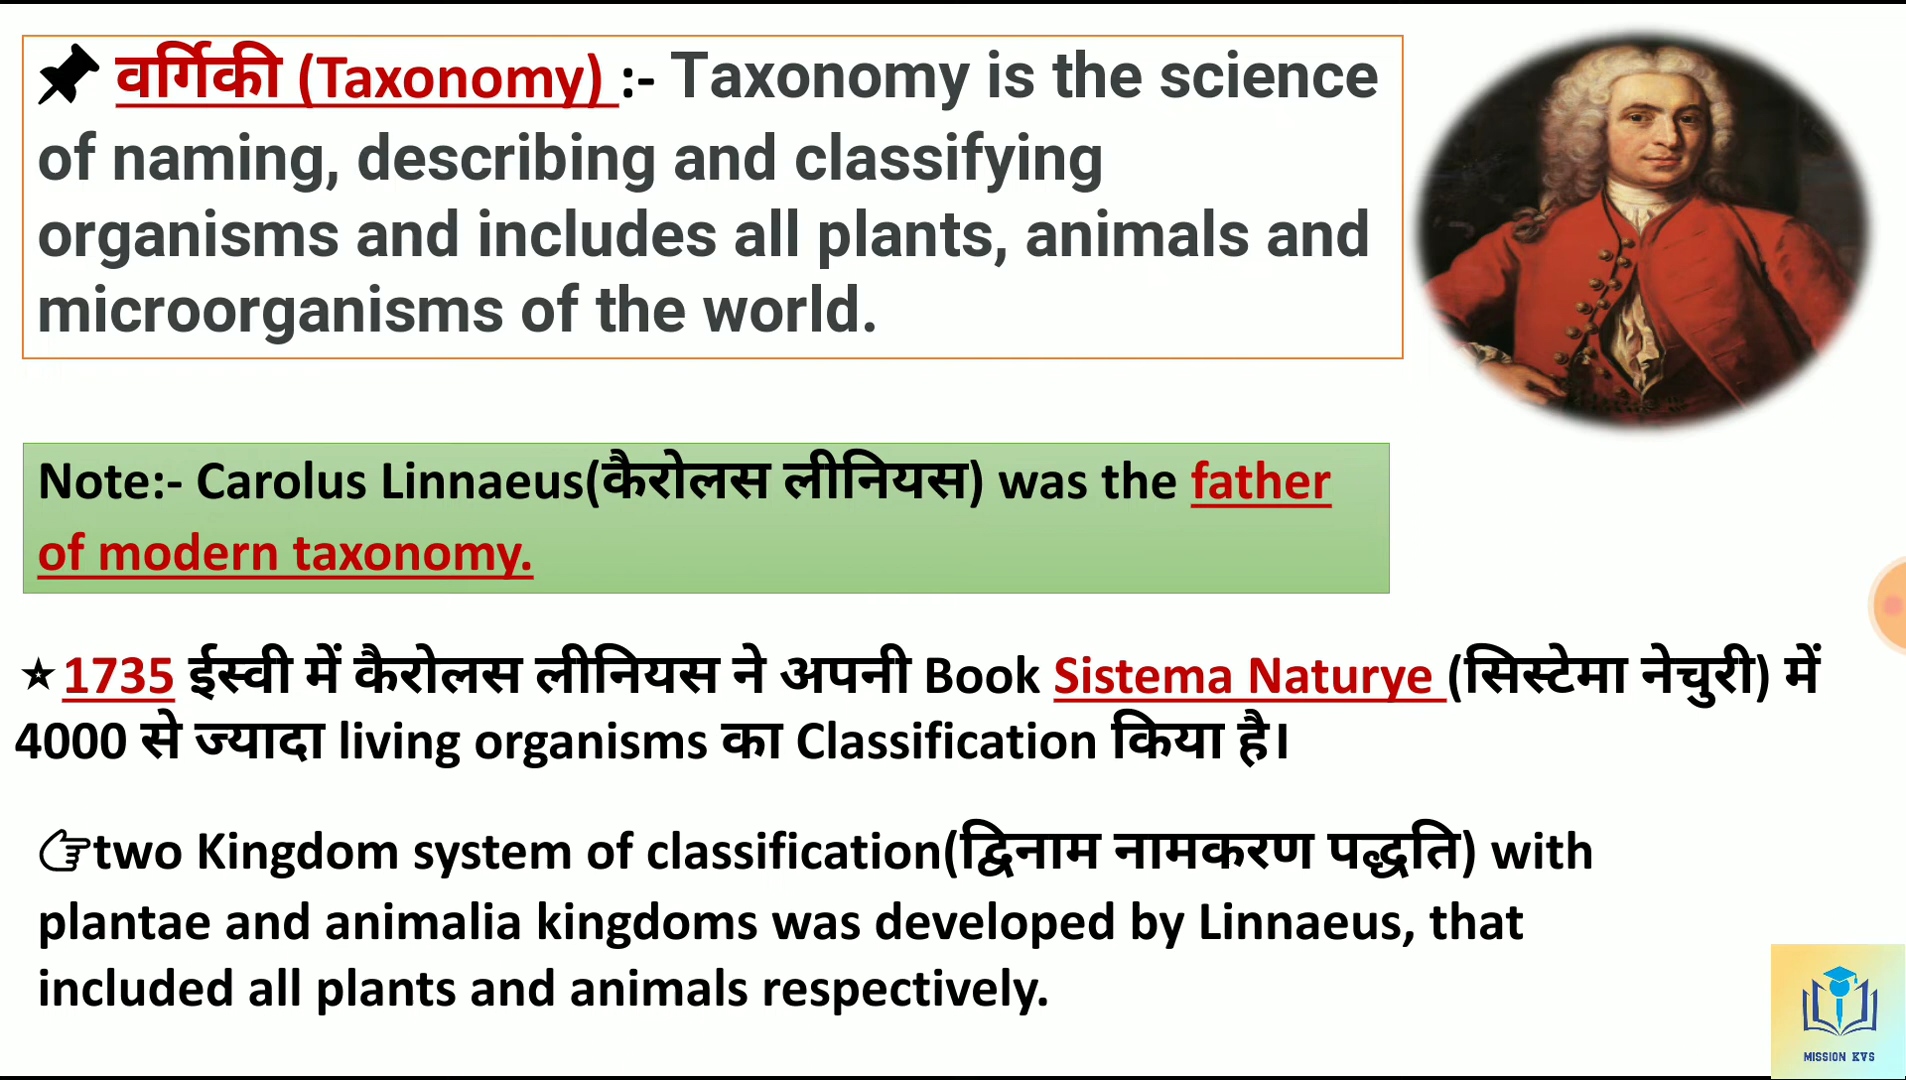 वर्गिकी (Taxonomy) :- Taxonomy is the science
of naming, describing and classifying
organisms and includes all plants, animals and
microorganisms of the world.
Note:- Carolus Linnaeus(कैरोलस लीनियस) was the father
of modern taxonomy.
★1735 ईस्वी में कैरोलस लीनियस ने अपनी Book Sistema Naturye (सिस्टेमा नेचुरी) में
4000 से ज्यादा living organisms का Classification किया है।
👉two Kingdom system of classification(द्विनाम नामकरण पद्धति) with
plantae and animalia kingdoms was developed by Linnaeus, that
included all plants and animals respectively.
MISSION KVS